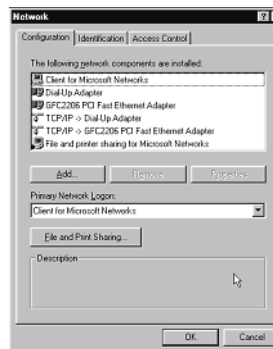 Network
?
Configuration Identification Access Control
The following network components are installed.
Client for Microsoft Networks
Dial-Up Adapter
GFC2206 PCI Fast Ethernet Adapter
TCP/IP -> Dial-Up Adapter
TCP/IP -> GFC2206 PCI Fast Ethernet Adapter
File and printer sharing for Microsoft Networks
Add...
Remove
Properties
Primary Network Logon:
Client for Microsoft Networks
File and Print Sharing...
Description
OK
Cancel